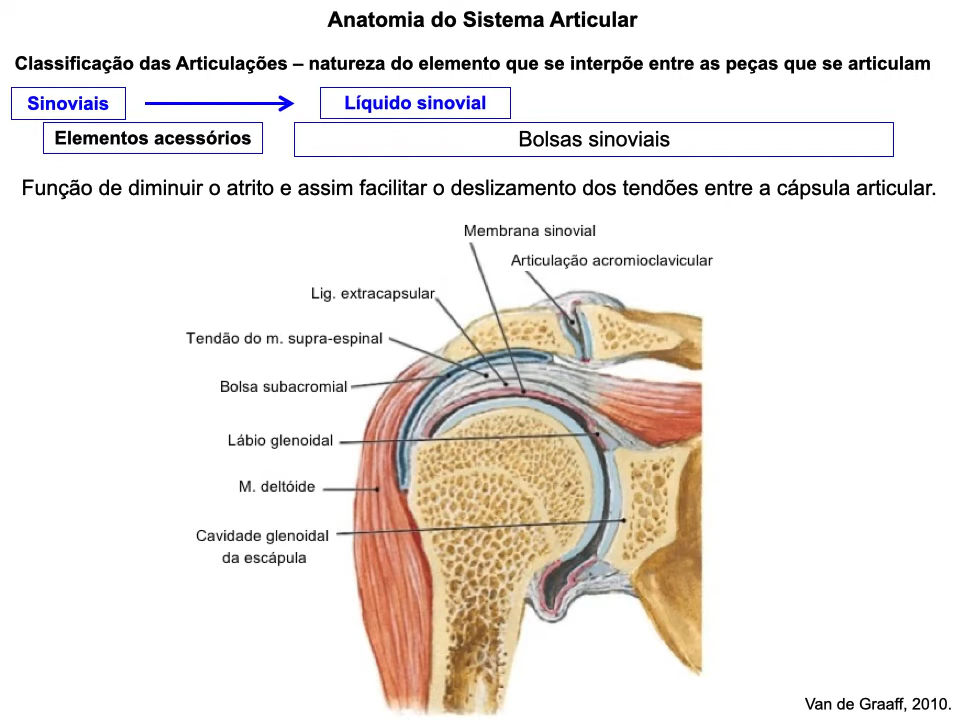 Anatomia do Sistema Articular
Classificação das Articulações – natureza do elemento que se interpõe entre as peças que se articulam
Sinoviais
Líquido sinovial
Elementos acessórios
Bolsas sinoviais
Função de diminuir o atrito e assim facilitar o deslizamento dos tendões entre a cápsula articular.
Membrana sinovial
Articulação acromioclavicular
Lig. extracapsular
Tendão do m. supra-espinal
Bolsa subacromial
Lábio glenoidal
M. deltóide
Cavidade glenoidal
da escápula
Van de Graaff, 2010.